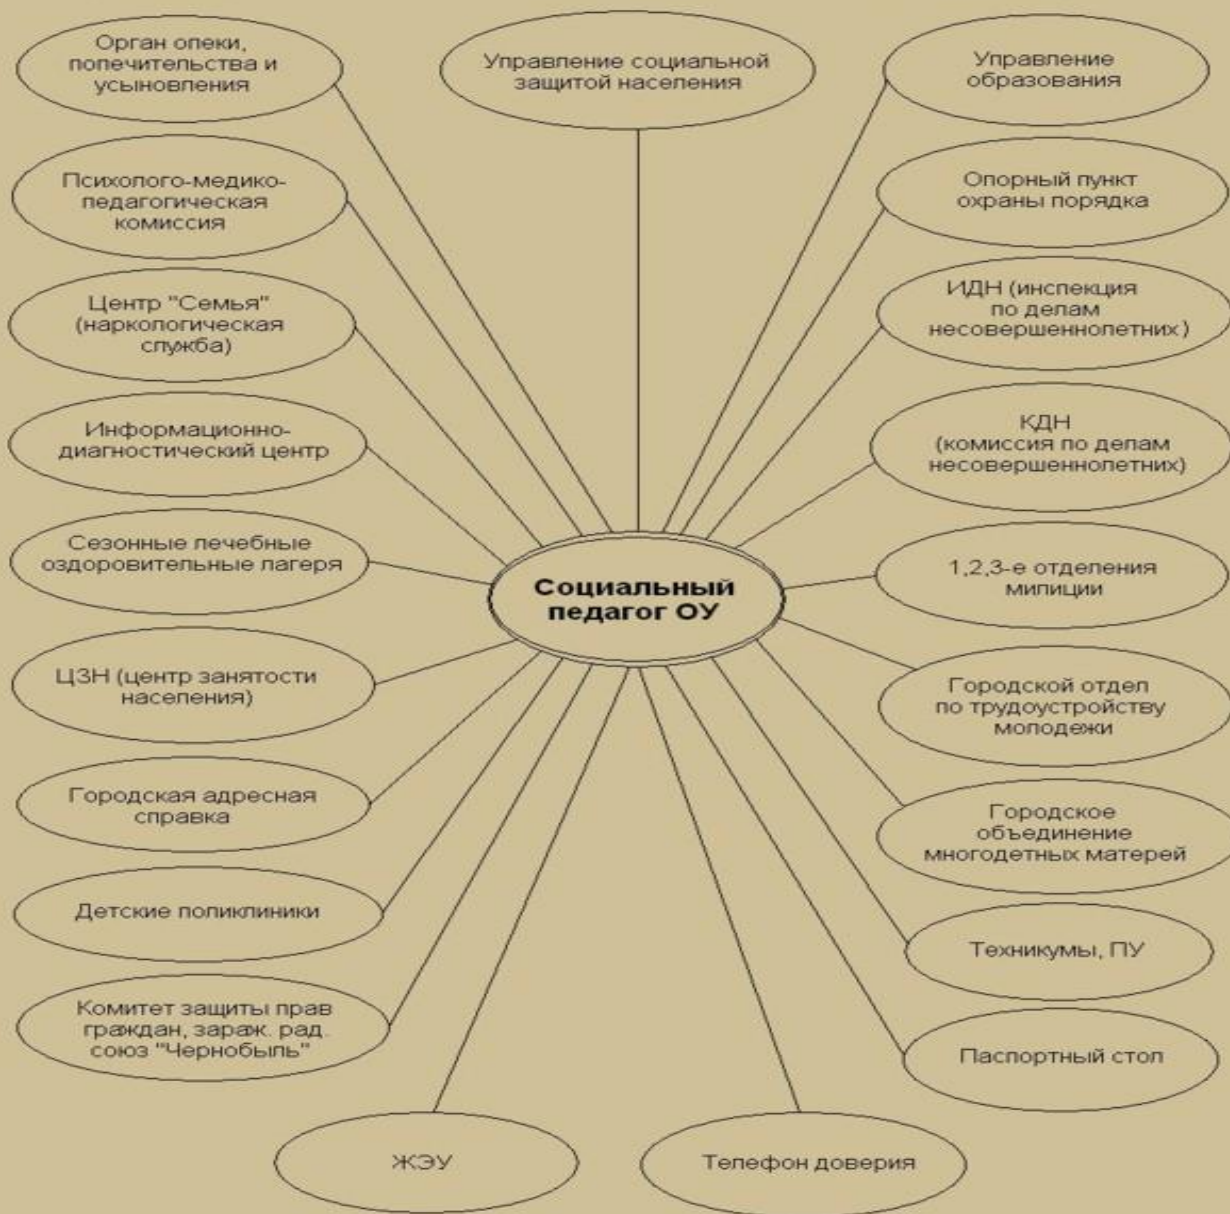 Орган опеки,
попечительства и
усыновления
Управление социальной
защитой населения
Управление
образования
Психолого-медико-
педагогическая
комиссия
Опорный пункт
охраны порядка
Центр "Семья"
(наркологическая
служба)
ИДН (инспекция
по делам
несовершеннолетних)
Информационно-
диагностический центр
КДН
(комиссия по делам
несовершеннолетних)
Сезонные лечебные
оздоровительные лагеря
Социальный
педагог ОУ
1,2,3-е отделения
милиции
ЦЗН (центр занятости
населения)
Городской отдел
по трудоустройству
молодежи
Городская адресная
справка
Городское
объединение
многодетных матерей
Детские поликлиники
Техникумы, ПУ
Комитет защиты прав
граждан, зараж. рад.
союз "Чернобыль"
Паспортный стол
ЖЭУ
Телефон доверия